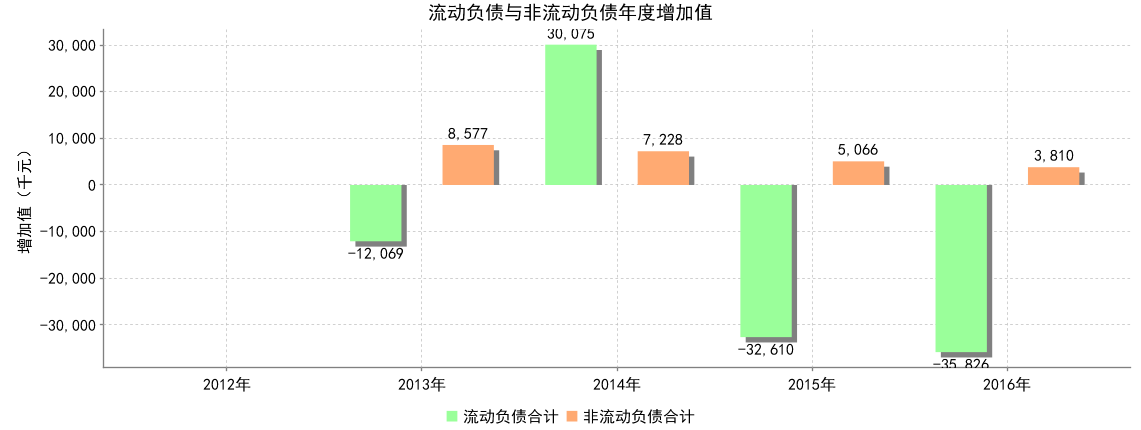 流动负债与非流动负债年度增加值
增加值（千元）
30,000
20,000
10,000
0
-10,000
-20,000
-30,000
-12,069
8,577
30,075
7,228
-32,610
5,066
-35,826
3,810
2012年
2013年
2014年
2015年
2016年
流动负债合计
非流动负债合计